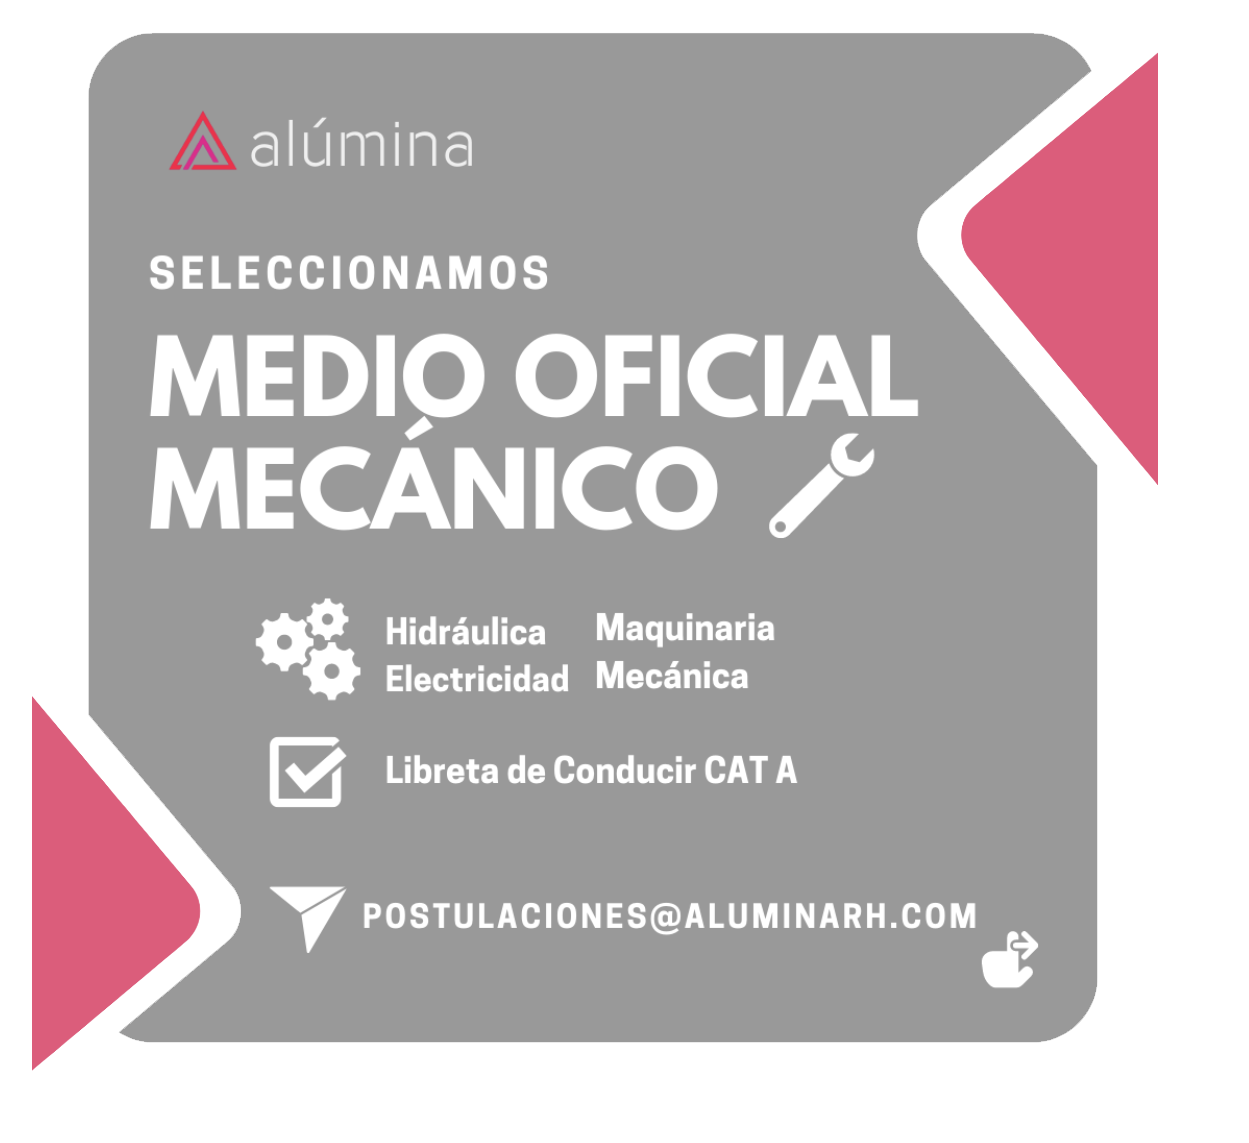 alúmina
SELECCIONAMOS
MEDIO OFICIAL
MECÁNICO
Hidráulica
Electricidad
Maquinaria
Mecánica
Libreta de Conducir CAT A
POSTULACIONES@ALUMINARH.COM